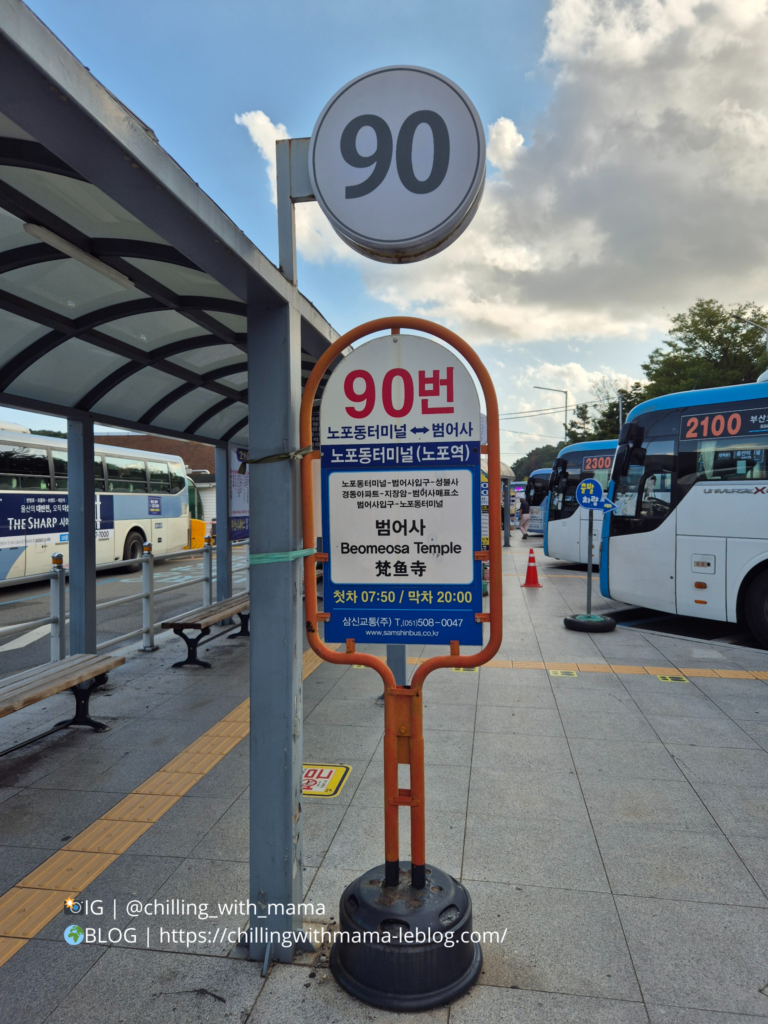 90
90번
노포동터미널 ⬌ 범어사
노포동터미널 (노포역)
노포동터미널-범어사입구-성불사
경동아파트-지장암-범어사매표소
범어사입구-노포동터미널
범어사
Beomeosa Temple
梵鱼寺
첫차 07:50 / 막차 20:00
삼신교통(주) T.(051)508-0047
www.samshinbus.co.kr
THE SHARP
2100
2300
UNIVERSE
IG | @chilling_with_mama
BLOG | https://chillingwithmama-leblog.com/